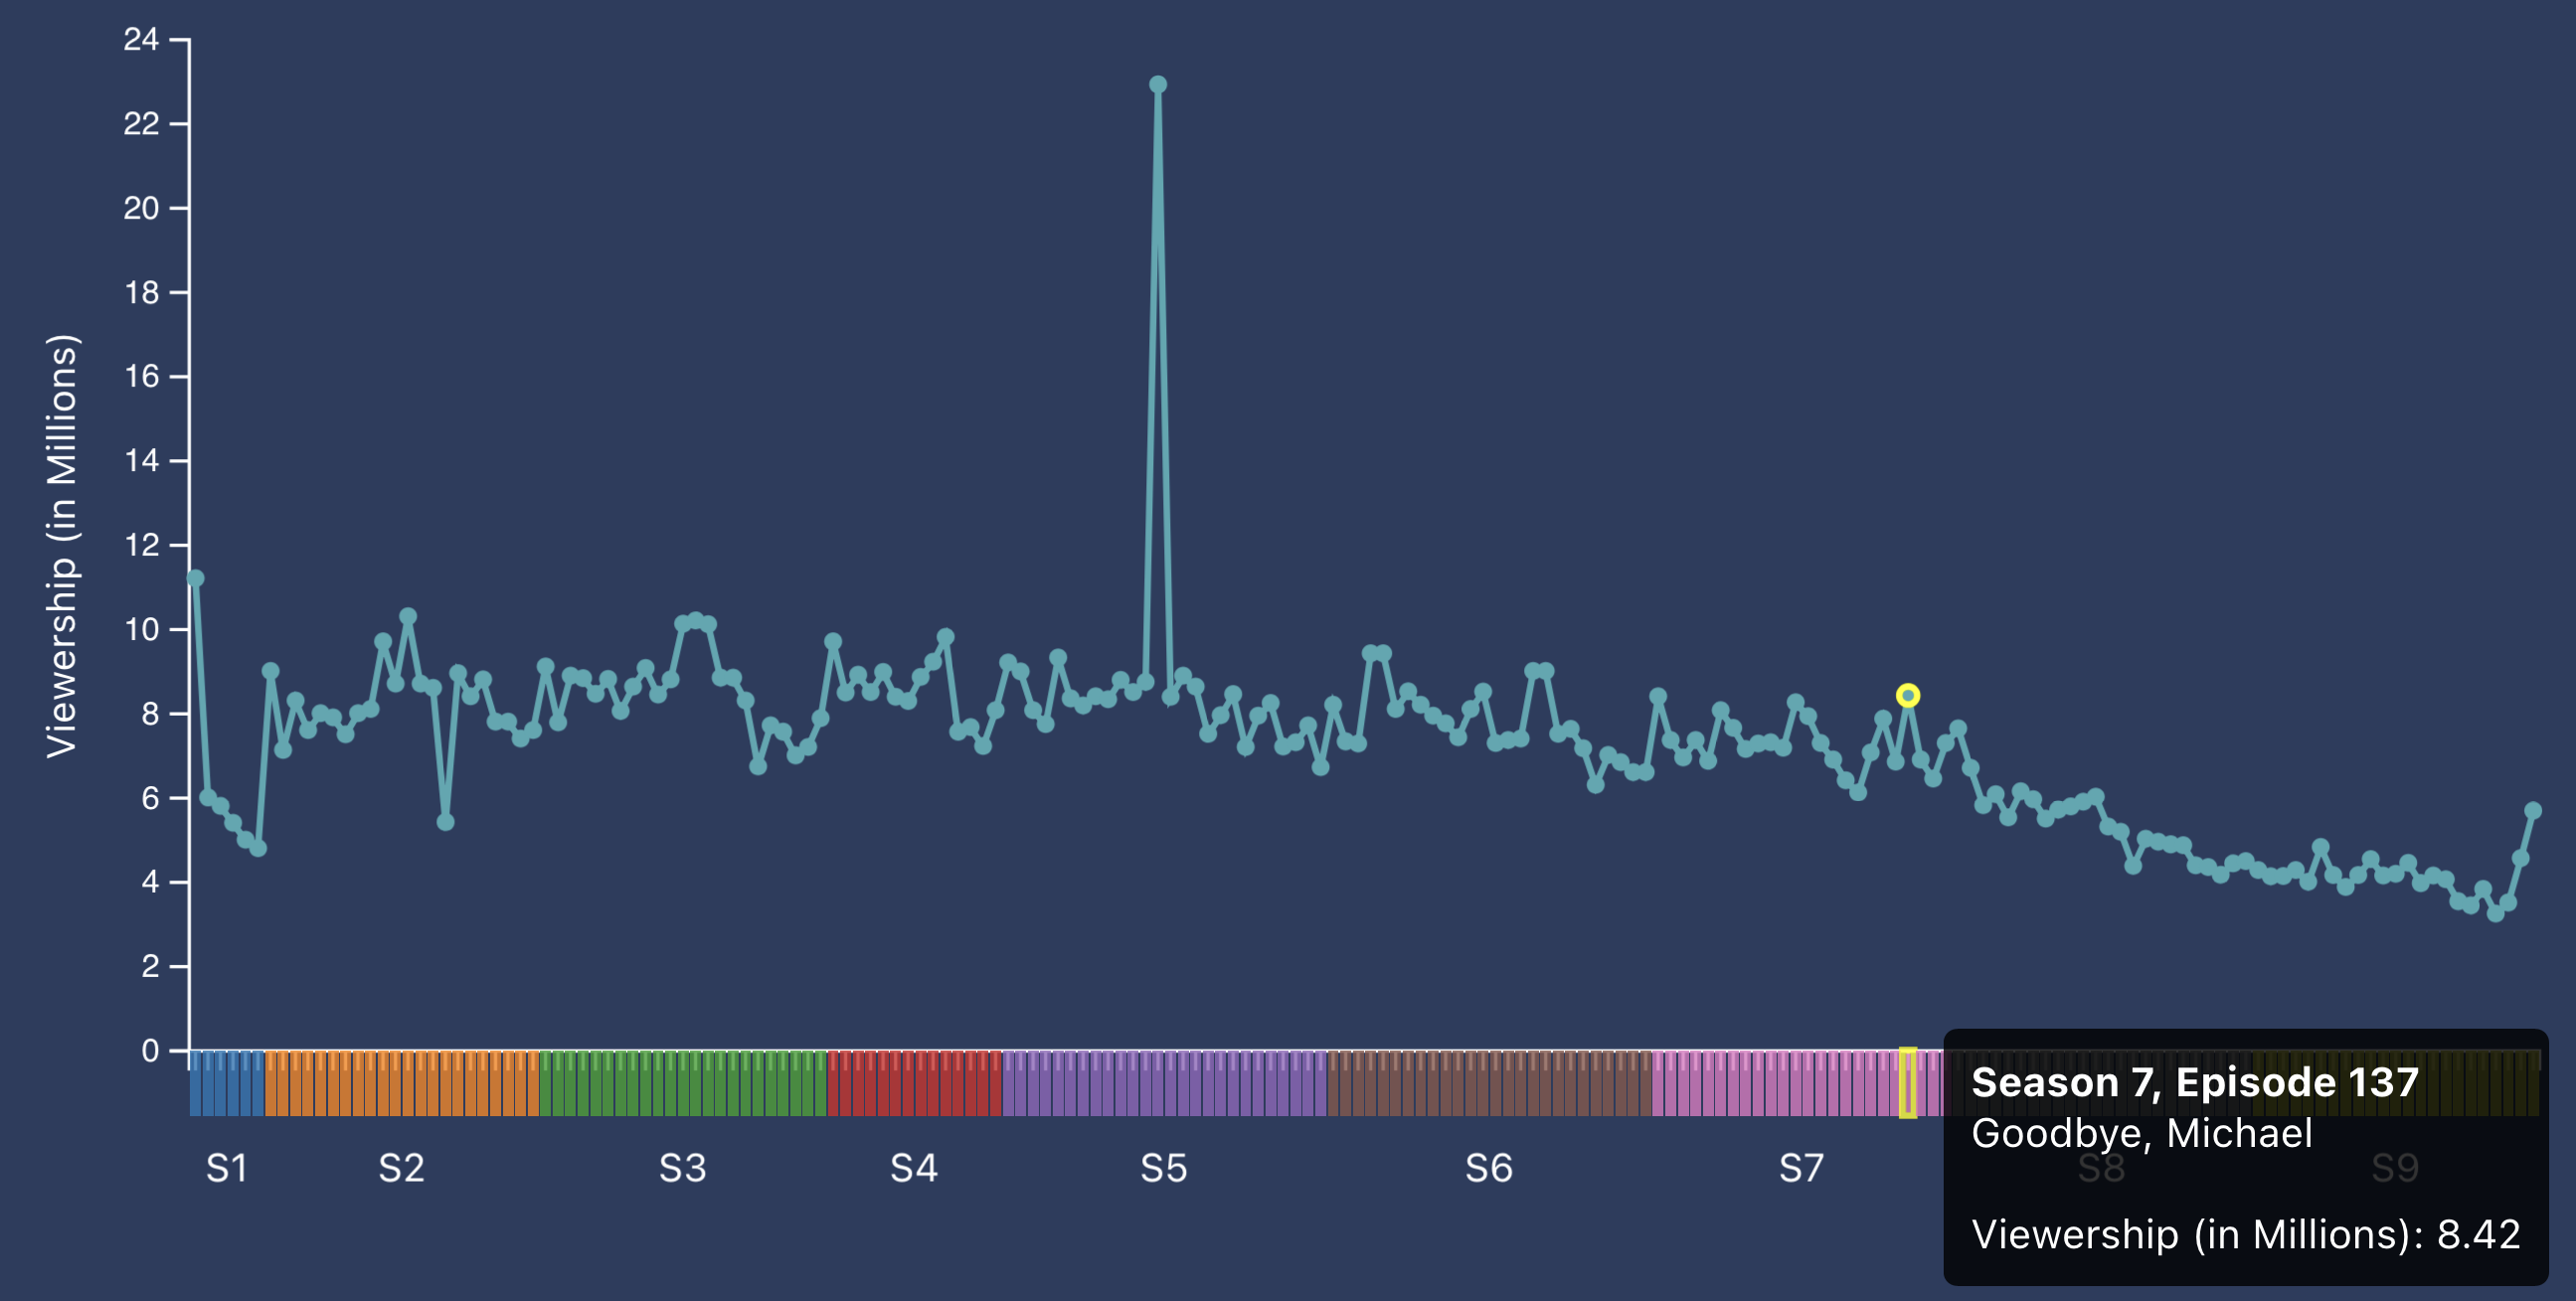 24
22
20
18
16
14
12
10
8
6
4
2
0
Viewership (in Millions)
S1 S2 S3 S4 S5 S6 S7 S8 S9
Season 7, Episode 137
Goodbye, Michael
Viewership (in Millions): 8.42